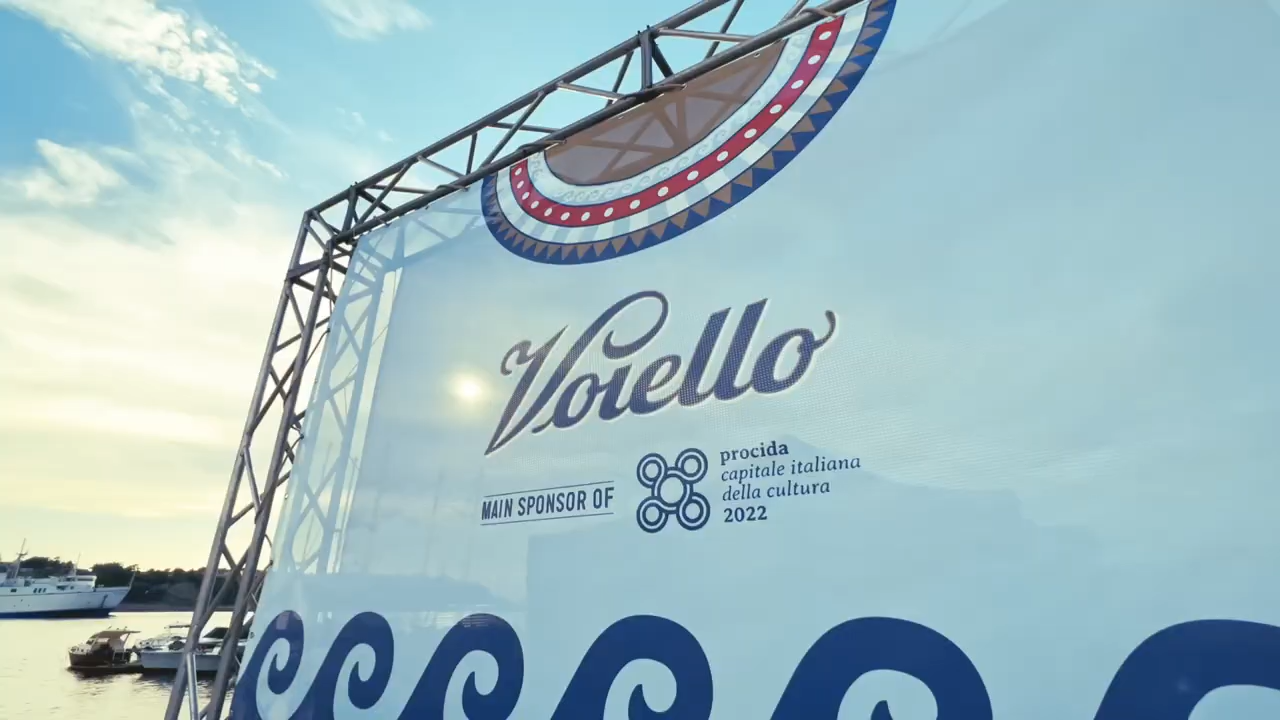 Voiello
MAIN SPONSOR OF
procida
capitale italiana
della cultura
2022